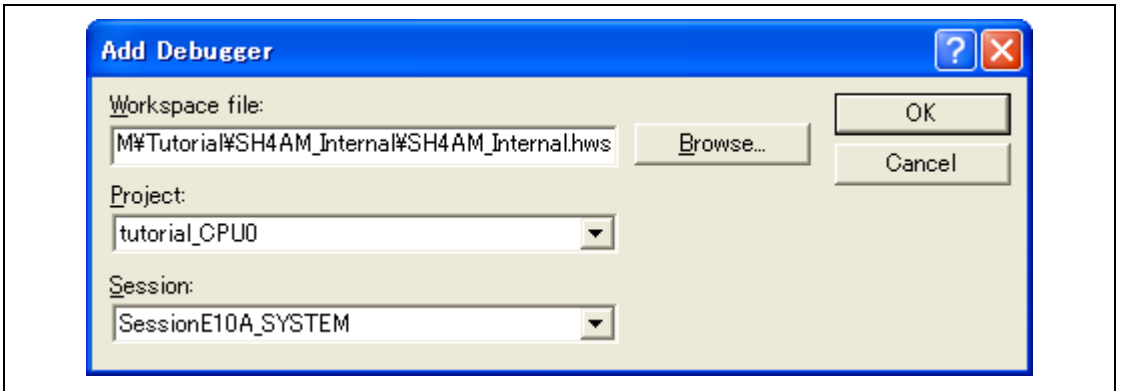 Add Debugger
Workspace file:
M¥Tutorial¥SH4AM_Internal¥SH4AM_Internal.hws
Browse...
OK
Cancel
Project:
tutorial_CPU0
Session:
SessionE10A_SYSTEM